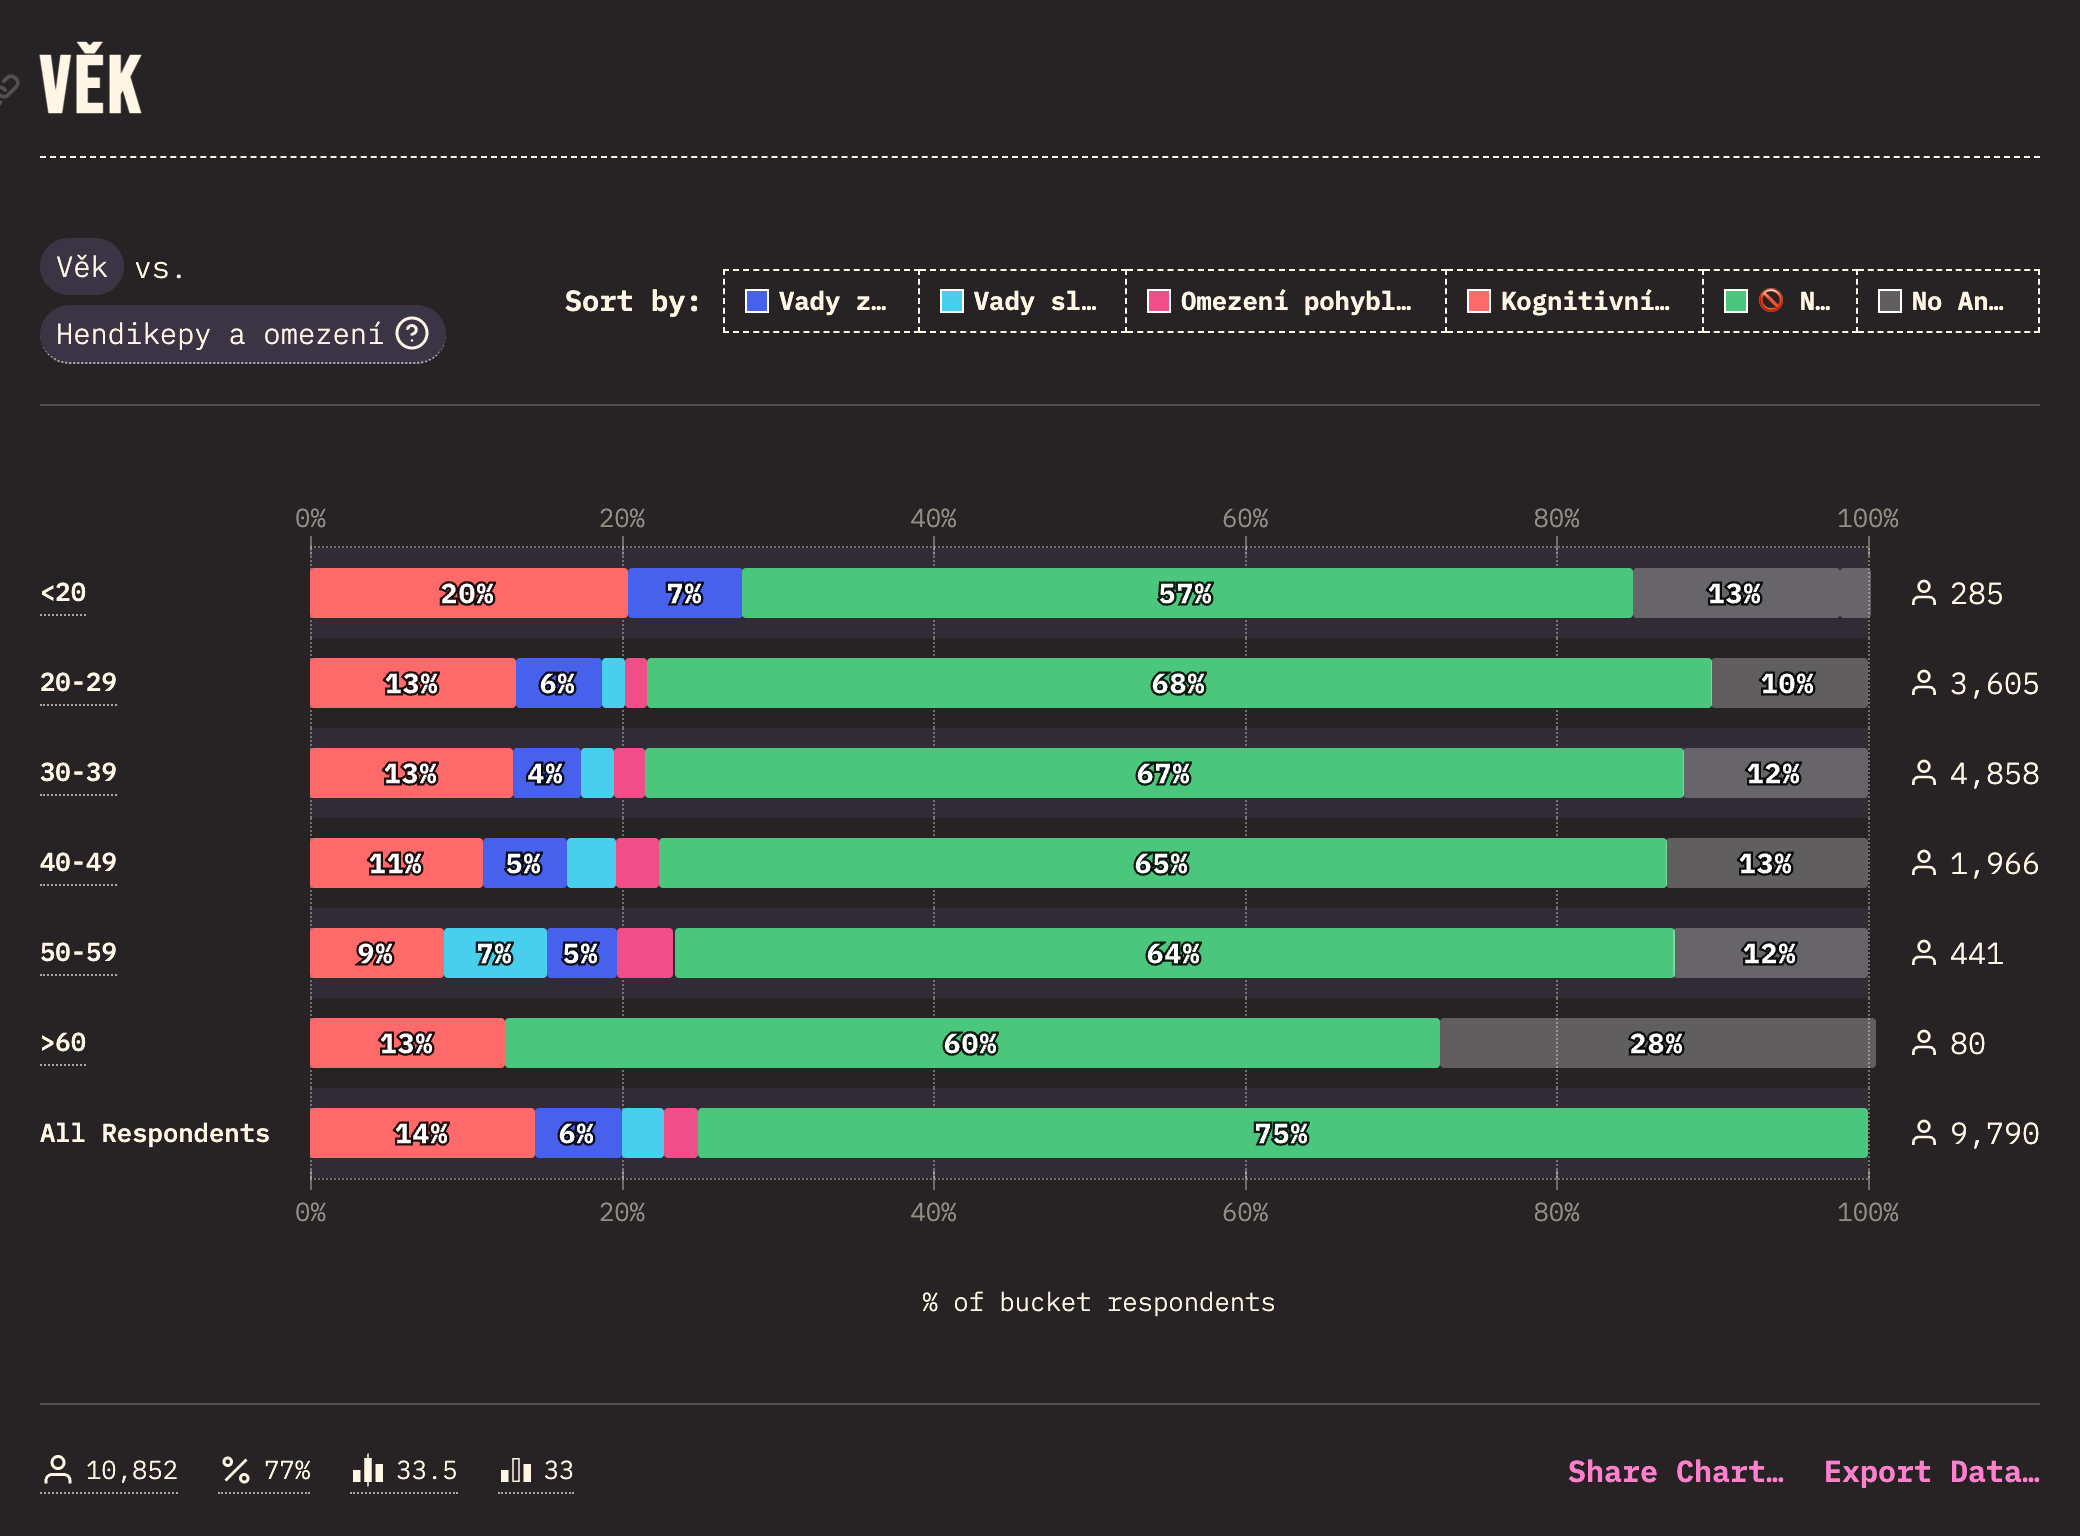 VĚK
Věk vs.
Hendikepy a omezení
Sort by: Vady z… Vady sl… Omezení pohybl… Kognitivní… 🚫 N… No An…
0% 20% 40% 60% 80% 100%
<20 20% 7% 57% 13% 285
20-29 13% 6% 68% 10% 3,605
30-39 13% 4% 67% 12% 4,858
40-49 11% 5% 65% 13% 1,966
50-59 9% 7% 5% 64% 12% 441
>60 13% 60% 28% 80
All Respondents 14% 6% 75% 9,790
0% 20% 40% 60% 80% 100%
% of bucket respondents
10,852 77% 33.5 33 Share Chart… Export Data…